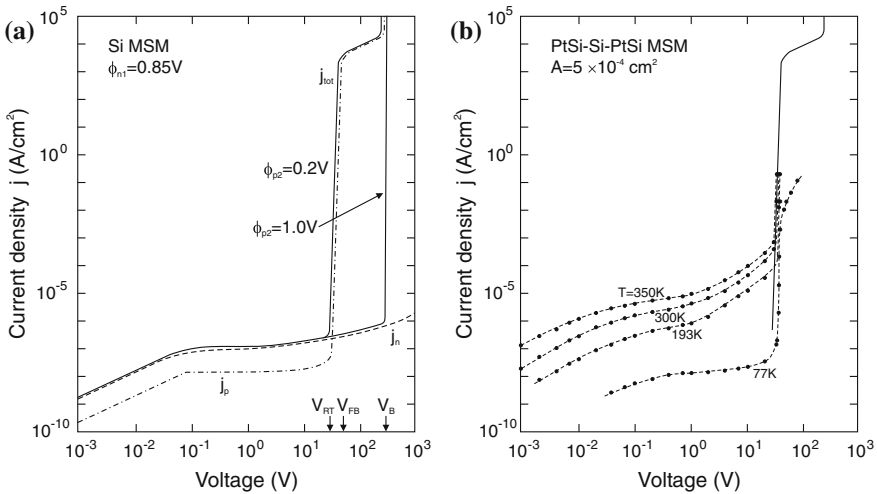 (a)
Si MSM
ϕn1=0.85V
jtot
ϕp2=0.2V
ϕp2=1.0V
jn
jp
VRT VFB VB
10^5
10^0
10^-5
10^-10
10^-3 10^-1 10^0 10^1 10^2 10^3
Current density j (A/cm²)
Voltage (V)
(b)
PtSi-Si-PtSi MSM
A=5 ×10^-4 cm²
T=350K
300K
193K
77K
10^5
10^0
10^-5
10^-10
10^-3 10^-2 10^-1 10^0 10^1 10^2 10^3
Current density j (A/cm²)
Voltage (V)